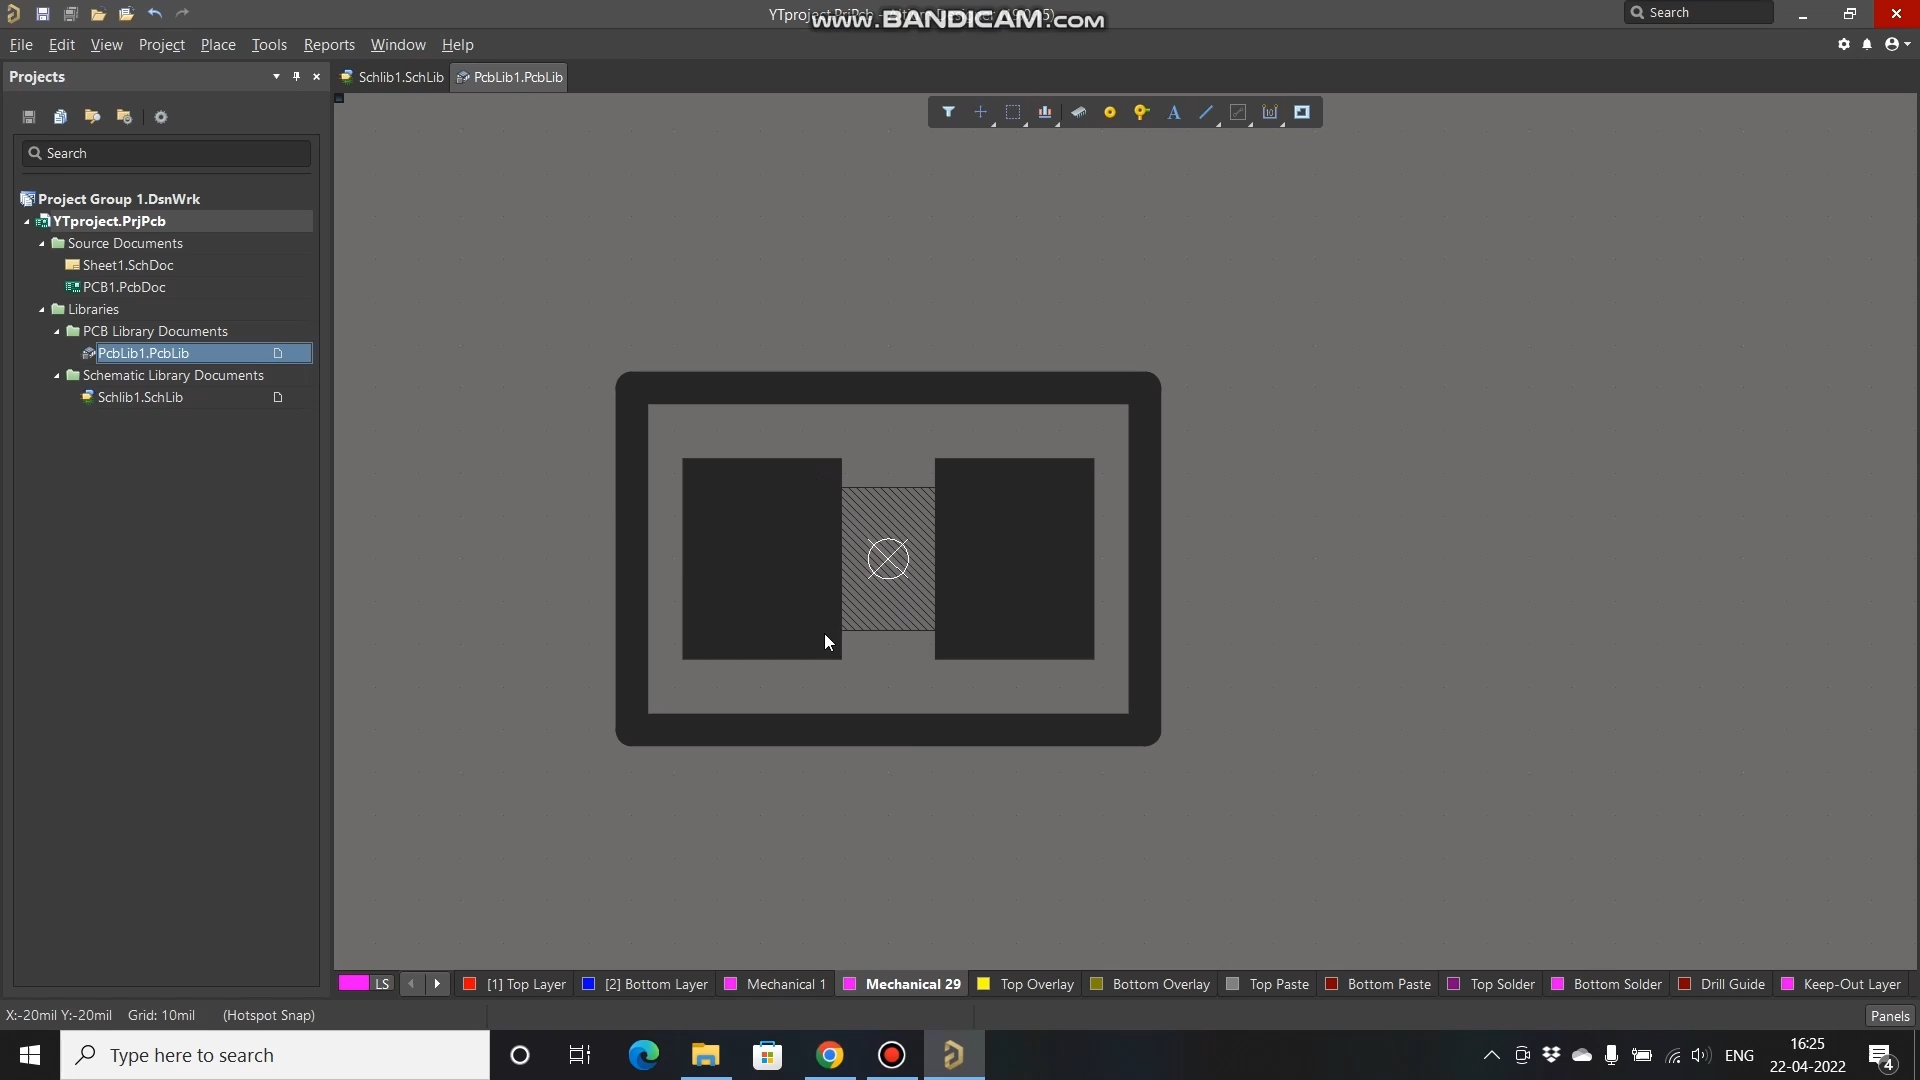 YTproject.PrjPcb
www.BANDICAM.com
Search
File Edit View Project Place Tools Reports Window Help
Projects
Schlib1.SchLib
PcbLib1.PcbLib
Search
Project Group 1.DsnWrk
YTproject.PrjPcb
Source Documents
Sheet1.SchDoc
PCB1.PcbDoc
Libraries
PCB Library Documents
PcbLib1.PcbLib
Schematic Library Documents
Schlib1.SchLib
LS [1] Top Layer [2] Bottom Layer Mechanical 1 Mechanical 29 Top Overlay Bottom Overlay Top Paste Bottom Paste Top Solder Bottom Solder Drill Guide Keep-Out Layer
X:-20mil Y:-20mil Grid: 10mil (Hotspot Snap)
Panels
Type here to search
ENG
16:25
22-04-2022
4